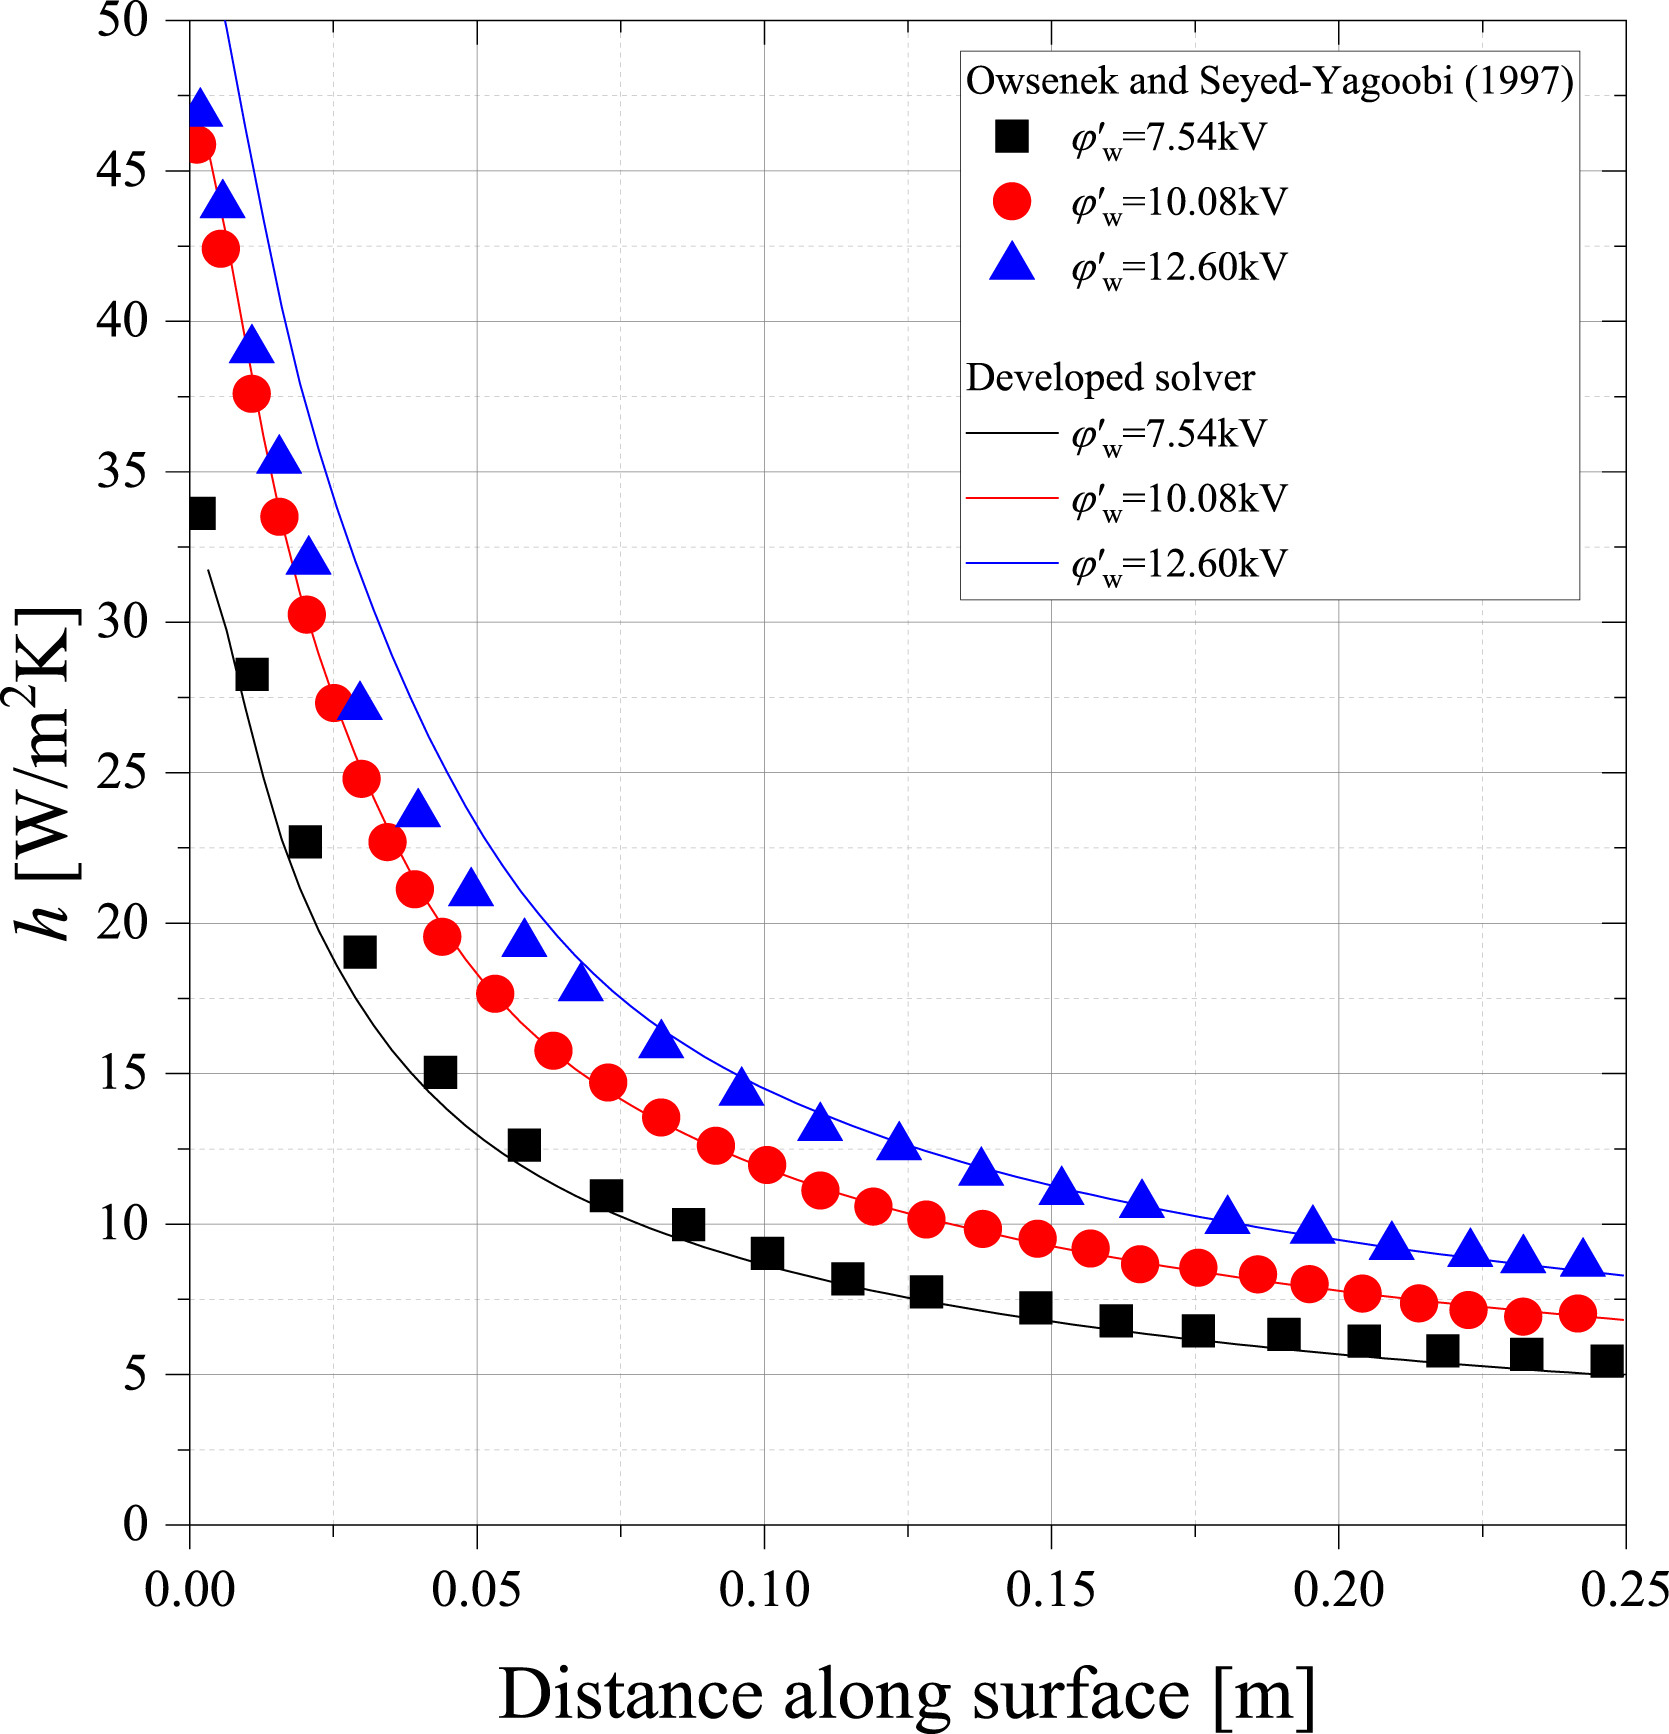 50
45
40
35
30
25
20
15
10
5
0
h [W/m²K]
Owsenek and Seyed-Yagoobi (1997)
φ′w=7.54kV
φ′w=10.08kV
φ′w=12.60kV
Developed solver
φ′w=7.54kV
φ′w=10.08kV
φ′w=12.60kV
0.00 0.05 0.10 0.15 0.20 0.25
Distance along surface [m]